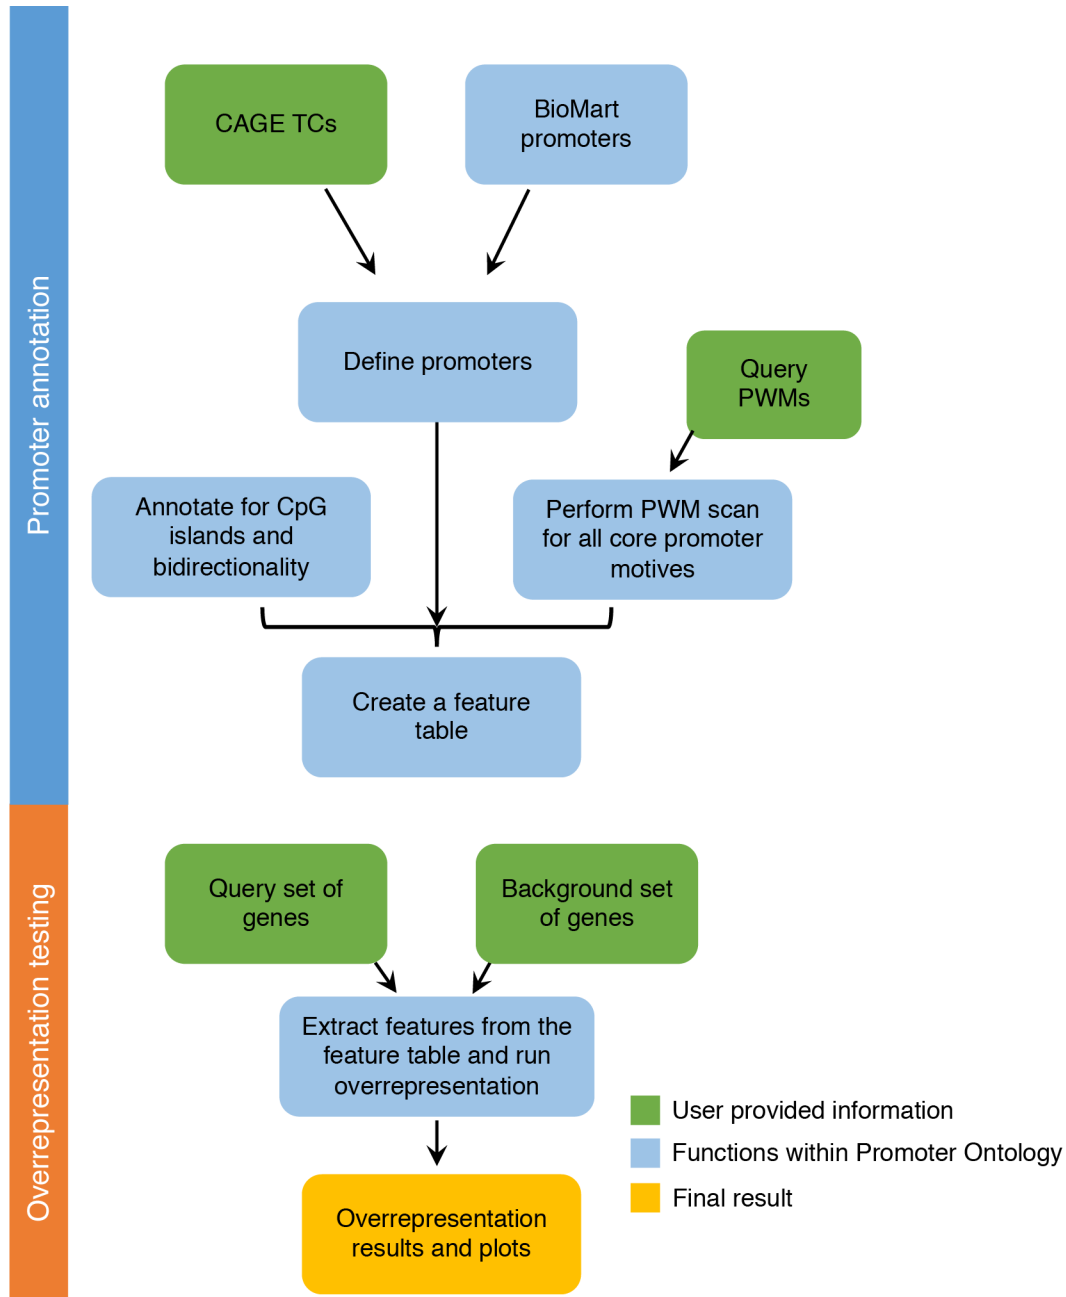 Promoter annotation
CAGE TCs
BioMart
promoters
Define promoters
Query
PWMs
Annotate for CpG
islands and
bidirectionality
Perform PWM scan
for all core promoter
motives
Create a feature
table
Overrepresentation testing
Query set of
genes
Background set
of genes
Extract features from the
feature table and run
overrepresentation
Overrepresentation
results and plots
User provided information
Functions within Promoter Ontology
Final result